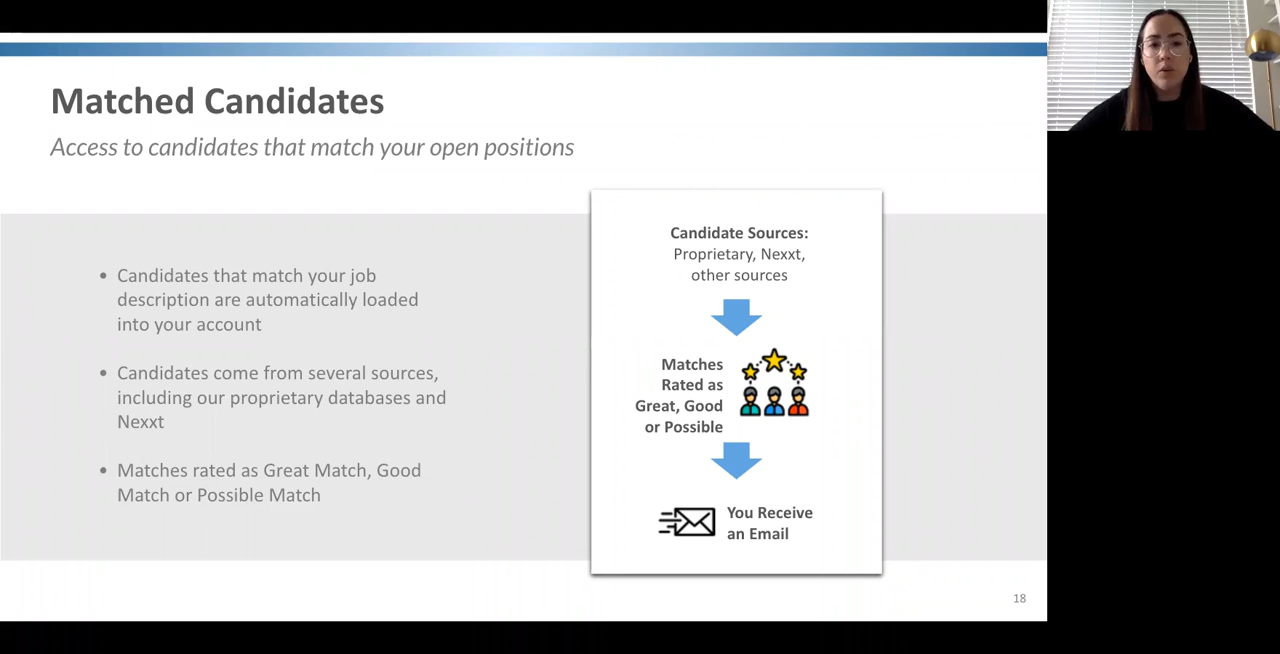 Matched Candidates
Access to candidates that match your open positions
• Candidates that match your job
description are automatically loaded
into your account
• Candidates come from several sources,
including our proprietary databases and
Nexxt
• Matches rated as Great Match, Good
Match or Possible Match
Candidate Sources:
Proprietary, Nexxt,
other sources
Matches
Rated as
Great, Good
or Possible
You Receive
an Email
18